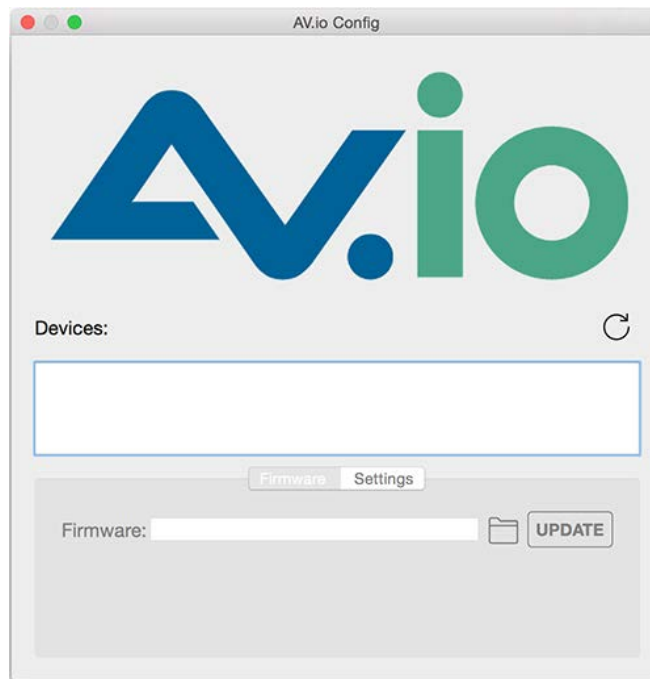 AV.io Config
AV.io
Devices:
Firmware Settings
Firmware: UPDATE